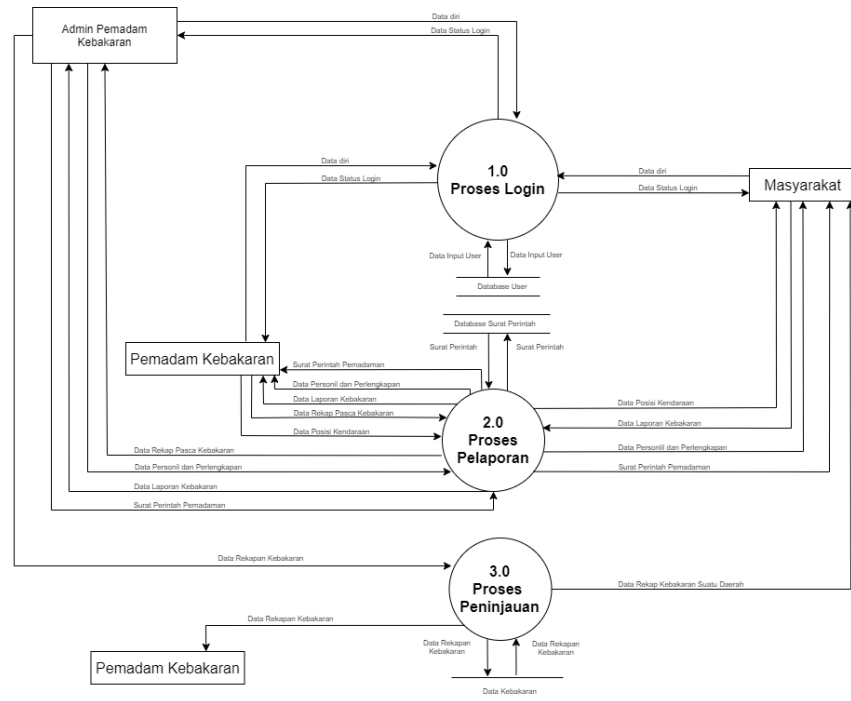 Data diri
Admin Pemadam
Kebakaran
Data Status Login
Data diri
1.0
Proses Login
Data Status Login
Data diri
Data Status Login
Masyarakat
Data Input User
Data Input User
Database User
Database Surat Perintah
Surat Perintah
Surat Perintah
Pemadam Kebakaran
Surat Perintah Pemadaman
Data Personil dan Perlengkapan
Data Laporan Kebakaran
Data Rekap Pasca Kebakaran
Data Posisi Kendaraan
2.0
Proses
Pelaporan
Data Posisi Kendaraan
Data Laporan Kebakaran
Data Personlil dan Perlengkapan
Surat Perintah Pemadaman
Data Rekap Pasca Kebakaran
Data Personil dan Perlengkapan
Data Laporan Kebakaran
Surat Perintah Pemadaman
Data Rekapan Kebakaran
3.0
Proses
Peninjauan
Data Rekap Kebakaran Suatu Daerah
Data Rekapan Kebakaran
Pemadam Kebakaran
Data Rekapan
Kebakaran
Data Rekapan
Kebakaran
Data Kebakaran